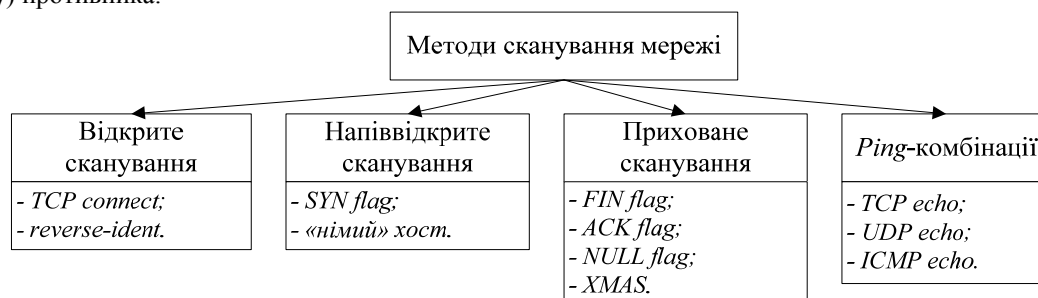 противника.
Методи сканування мережі
Відкрите
сканування
- TCP connect;
- reverse-ident.
Напіввідкрите
сканування
- SYN flag;
- «німий» хост.
Приховане
сканування
- FIN flag;
- ACK flag;
- NULL flag;
- XMAS.
Ping-комбінації
- TCP echo;
- UDP echo;
- ICMP echo.